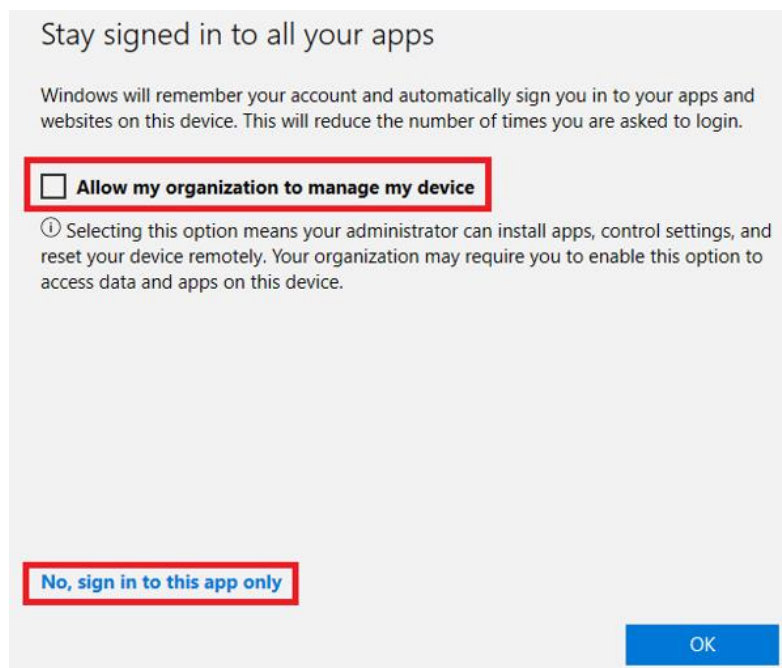 Stay signed in to all your apps
Windows will remember your account and automatically sign you in to your apps and
websites on this device. This will reduce the number of times you are asked to login.
Allow my organization to manage my device
Selecting this option means your administrator can install apps, control settings, and
reset your device remotely. Your organization may require you to enable this option to
access data and apps on this device.
No, sign in to this app only
OK